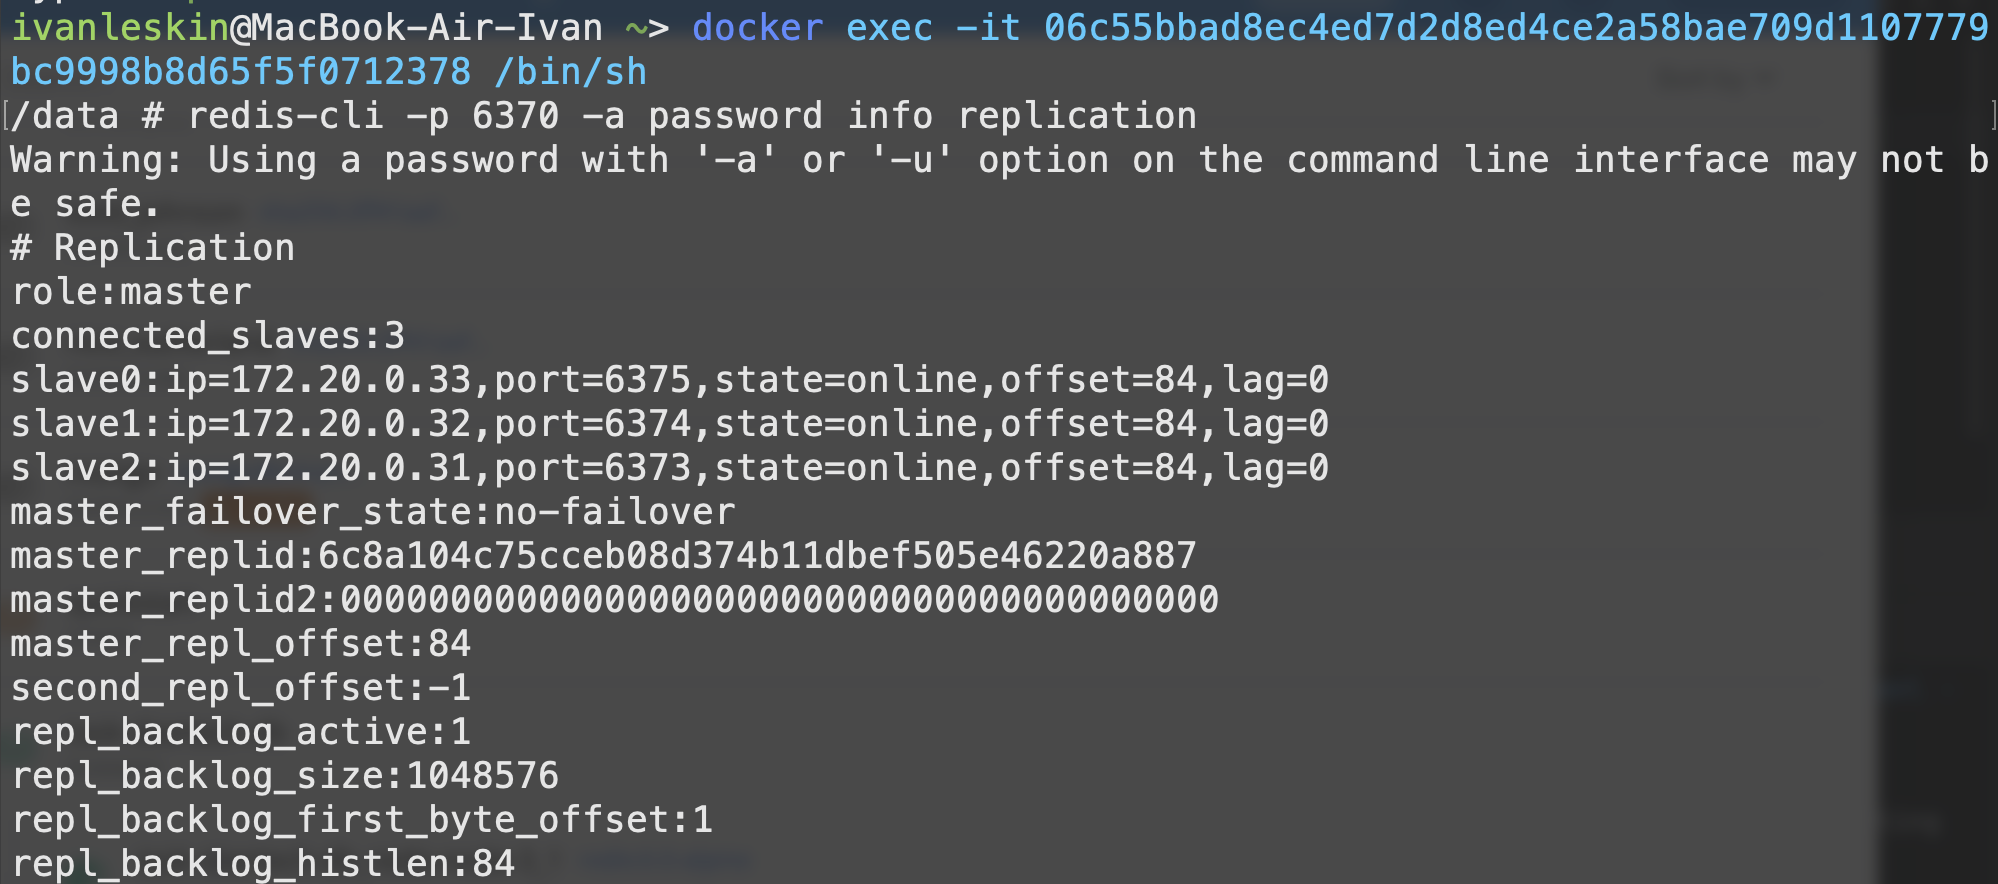 ivanleskin@MacBook-Air-Ivan ~> docker exec -it 06c55bbad8ec4ed7d2d8ed4ce2a58bae709d1107779
bc9998b8d65f5f0712378 /bin/sh
[/data # redis-cli -p 6370 -a password info replication ]
Warning: Using a password with '-a' or '-u' option on the command line interface may not b
e safe.
# Replication
role:master
connected_slaves:3
slave0:ip=172.20.0.33,port=6375,state=online,offset=84,lag=0
slave1:ip=172.20.0.32,port=6374,state=online,offset=84,lag=0
slave2:ip=172.20.0.31,port=6373,state=online,offset=84,lag=0
master_failover_state:no-failover
master_replid:6c8a104c75cceb08d374b11dbef505e46220a887
master_replid2:0000000000000000000000000000000000000000
master_repl_offset:84
second_repl_offset:-1
repl_backlog_active:1
repl_backlog_size:1048576
repl_backlog_first_byte_offset:1
repl_backlog_histlen:84